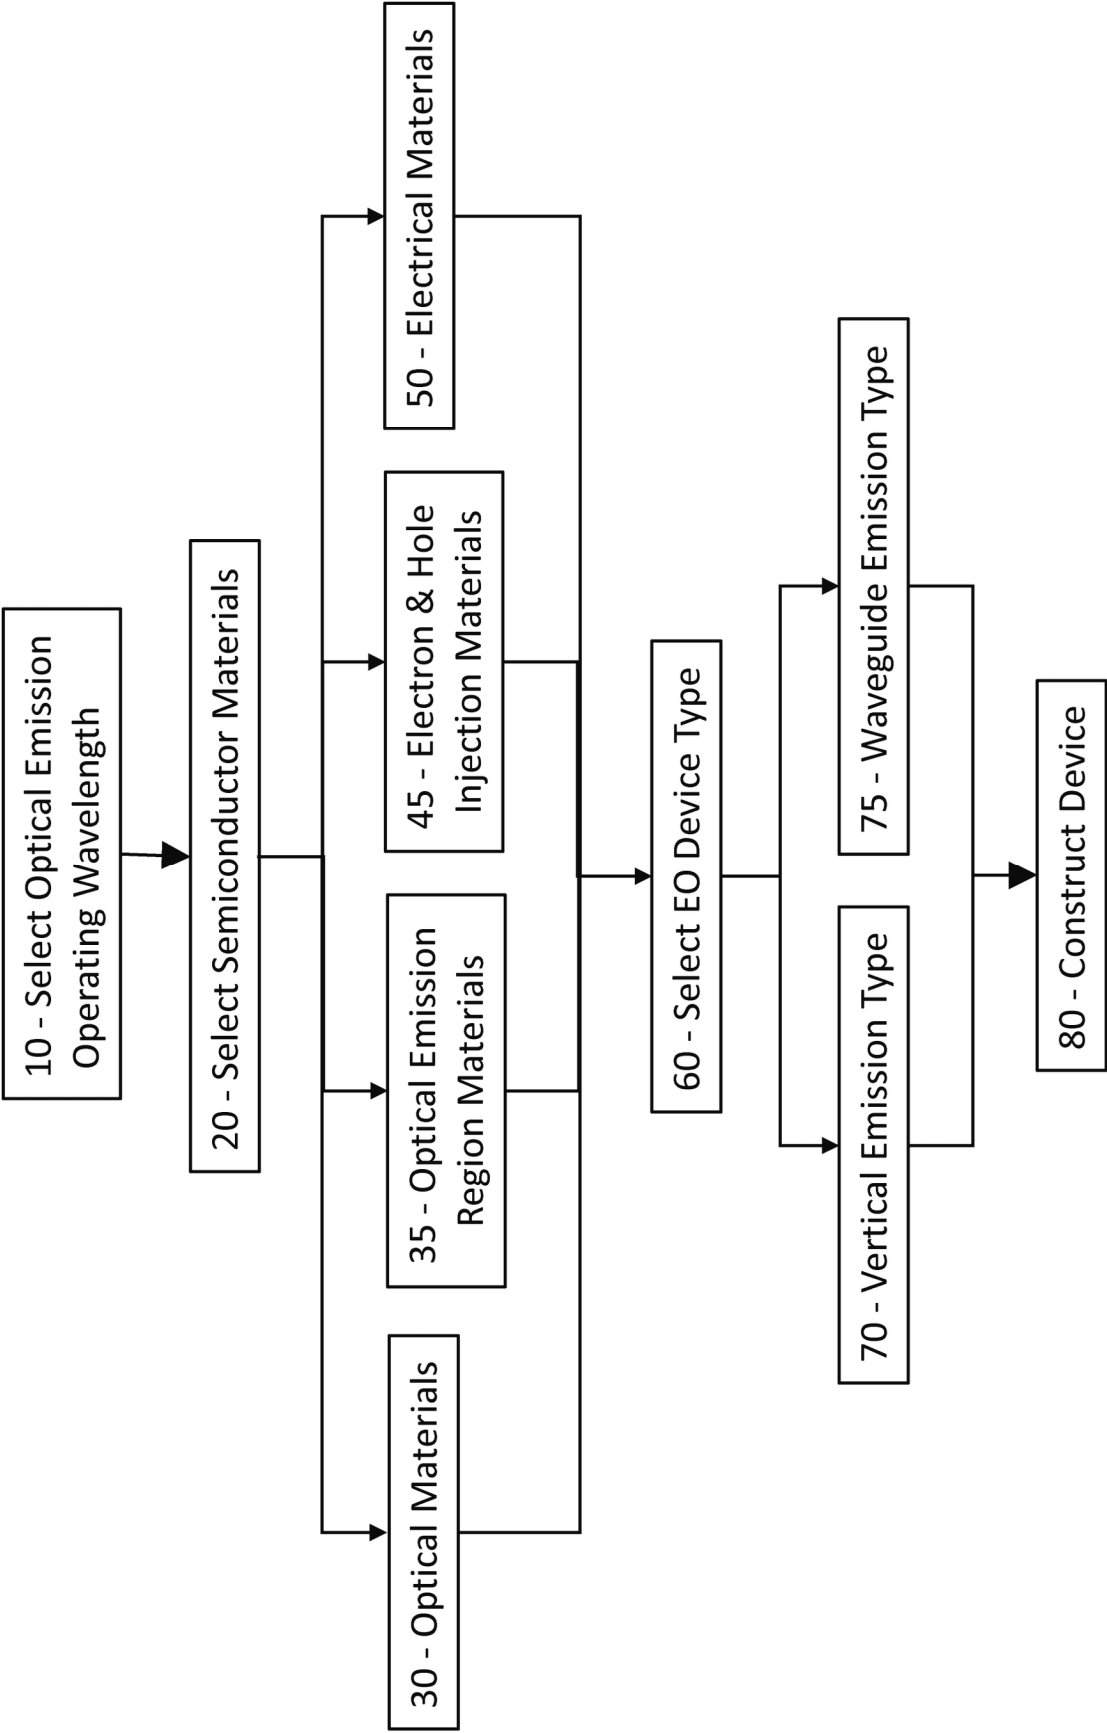 10 - Select Optical Emission
Operating Wavelength
20 - Select Semiconductor Materials
30 - Optical Materials
35 - Optical Emission
Region Materials
45 - Electron & Hole
Injection Materials
50 - Electrical Materials
60 - Select EO Device Type
70 - Vertical Emission Type
75 - Waveguide Emission Type
80 - Construct Device